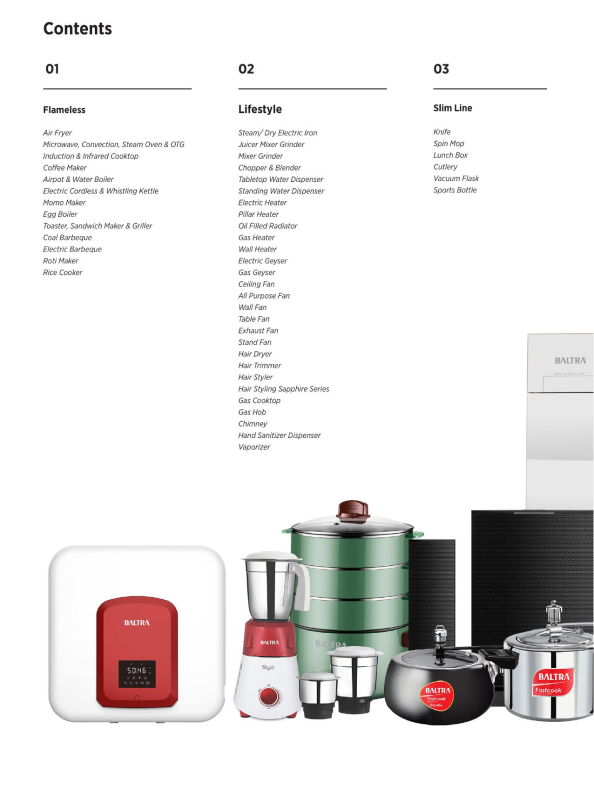 Contents
01
Flameless
Air Fryer
Microwave, Convection, Steam Oven & OTG
Induction & Infrared Cooktop
Coffee Maker
Airpot & Water Boiler
Electric Cordless & Whistling Kettle
Momo Maker
Egg Boiler
Toaster, Sandwich Maker & Griller
Coal Barbeque
Electric Barbeque
Roti Maker
Rice Cooker
02
Lifestyle
Steam/ Dry Electric Iron
Juicer Mixer Grinder
Mixer Grinder
Chopper & Blender
Tabletop Water Dispenser
Standing Water Dispenser
Electric Heater
Pillar Heater
Oil Filled Radiator
Gas Heater
Wall Heater
Electric Geyser
Gas Geyser
Ceiling Fan
All Purpose Fan
Wall Fan
Table Fan
Exhaust Fan
Stand Fan
Hair Dryer
Hair Trimmer
Hair Styler
Hair Styling Sapphire Series
Gas Cooktop
Gas Hob
Chimney
Hand Sanitizer Dispenser
Vaporizer
03
Slim Line
Knife
Spin Mop
Lunch Box
Cutlery
Vacuum Flask
Sports Bottle
BALTRA
BALTRA
50:46
BALTRA
Stylo
BALTRA
BALTRA
BALTRA
Fastcook